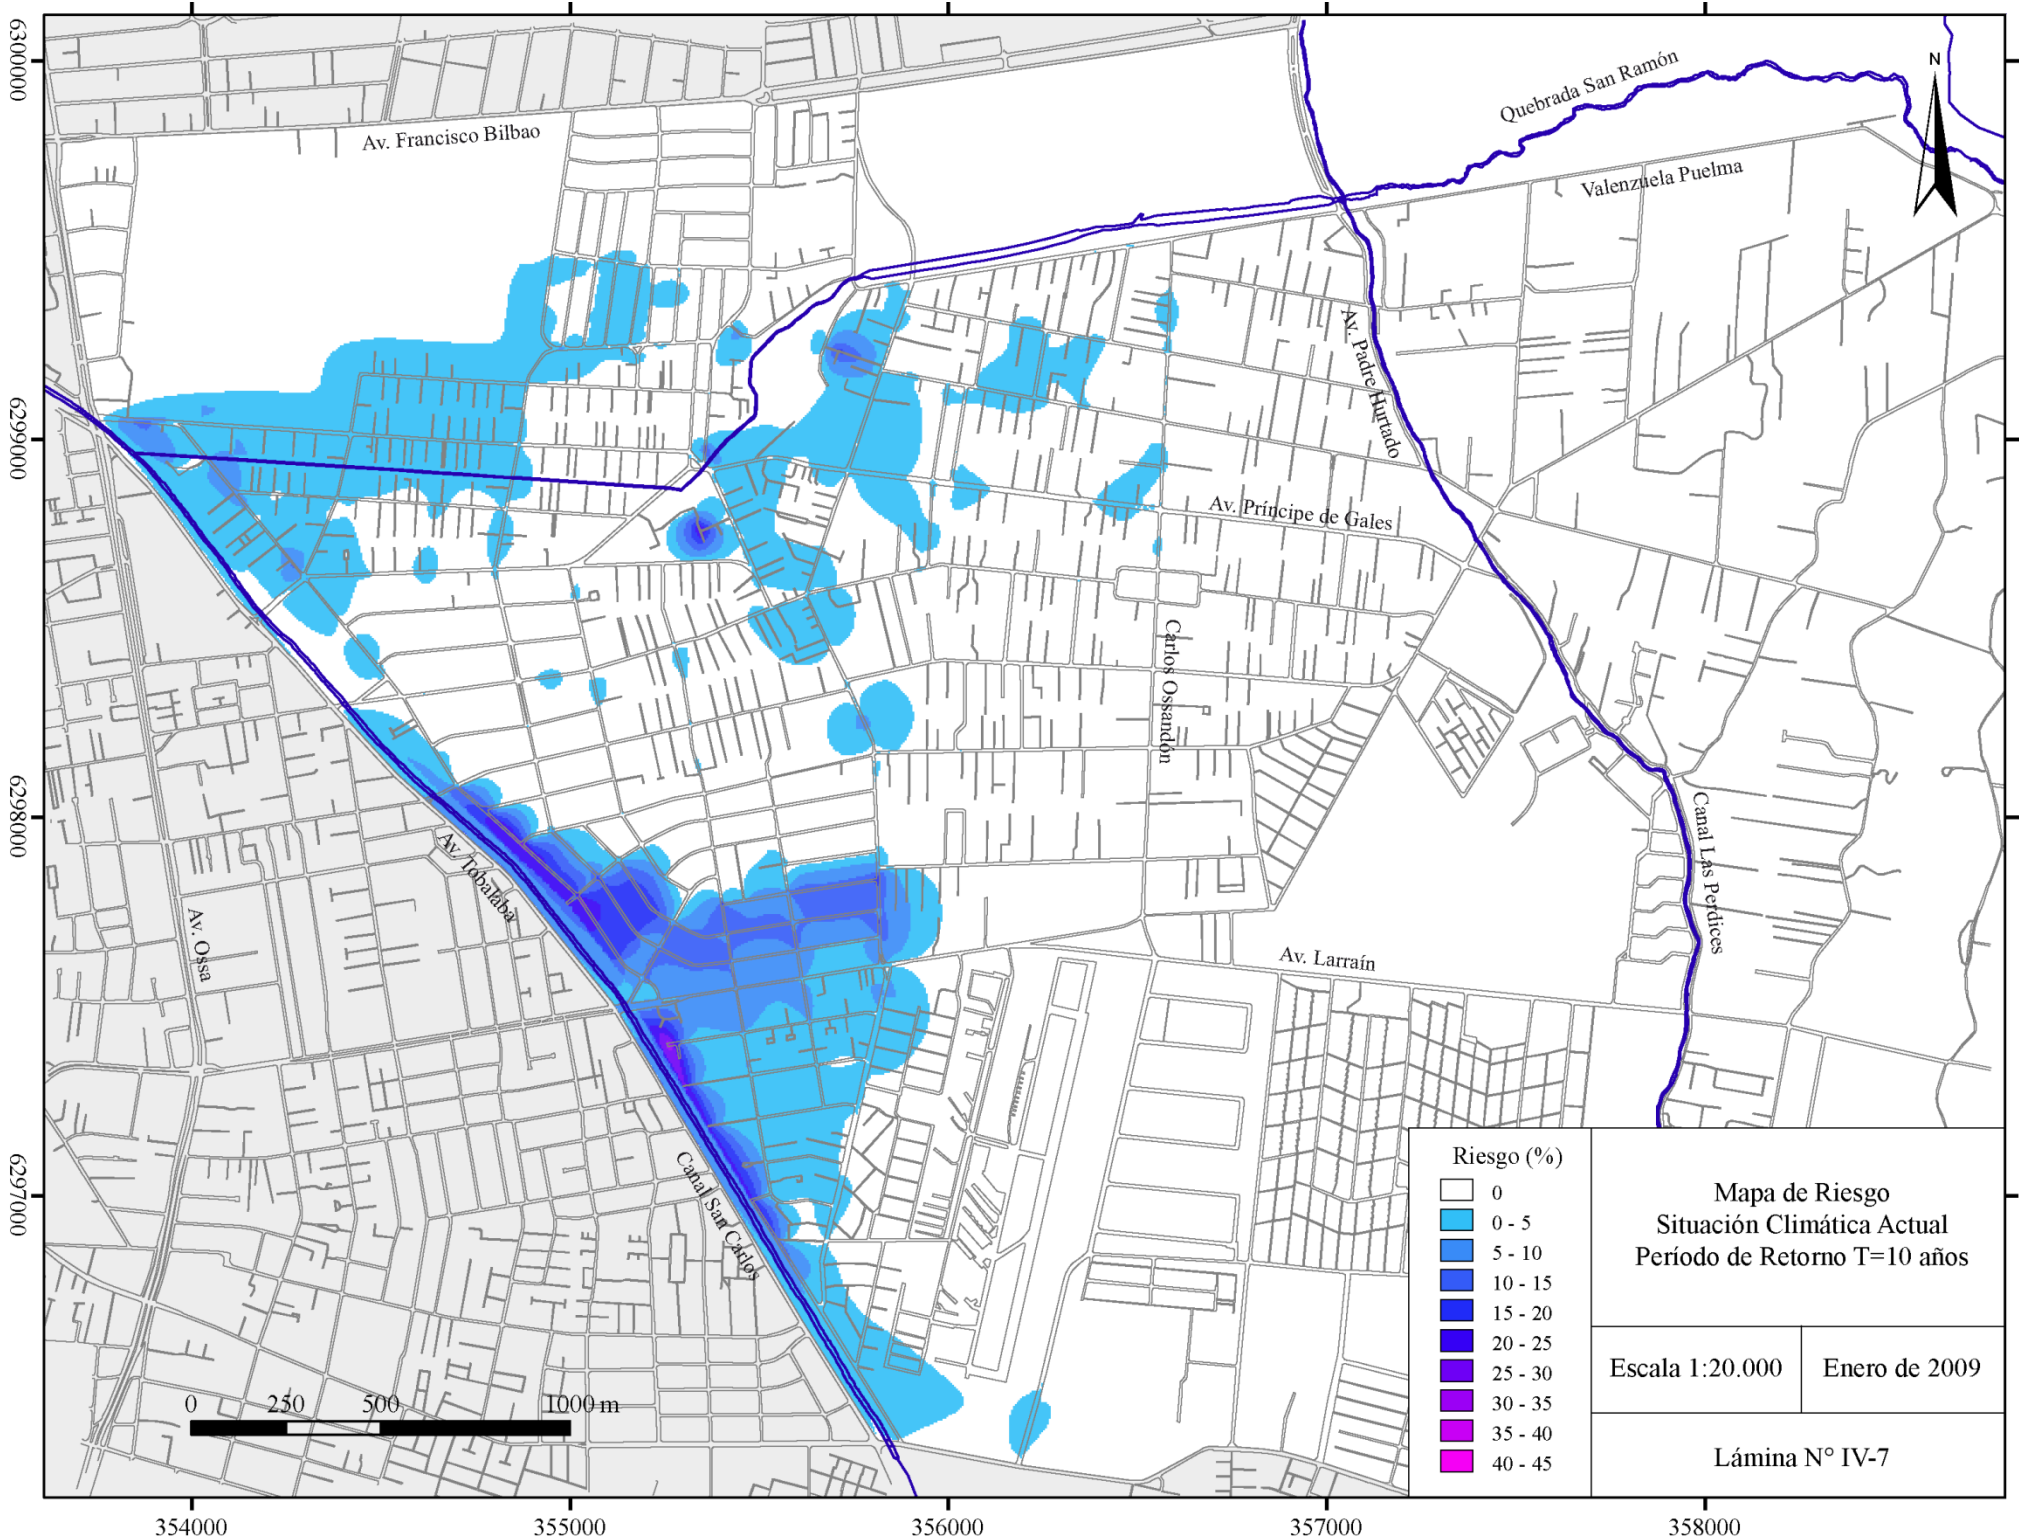 6300000
6299000
6298000
6297000
354000
355000
356000
357000
358000
N
Av. Francisco Bilbao
Quebrada San Ramón
Valenzuela Puelma
Av. Padre Hurtado
Av. Príncipe de Gales
Carlos Ossandón
Canal Las Perdices
Av. Tobalaba
Av. Ossa
Av. Larraín
Canal San Carlos
0 250 500 1000 m
Riesgo (%)
0
0 - 5
5 - 10
10 - 15
15 - 20
20 - 25
25 - 30
30 - 35
35 - 40
40 - 45
Mapa de Riesgo
Situación Climática Actual
Período de Retorno T=10 años
Escala 1:20.000
Enero de 2009
Lámina N° IV-7